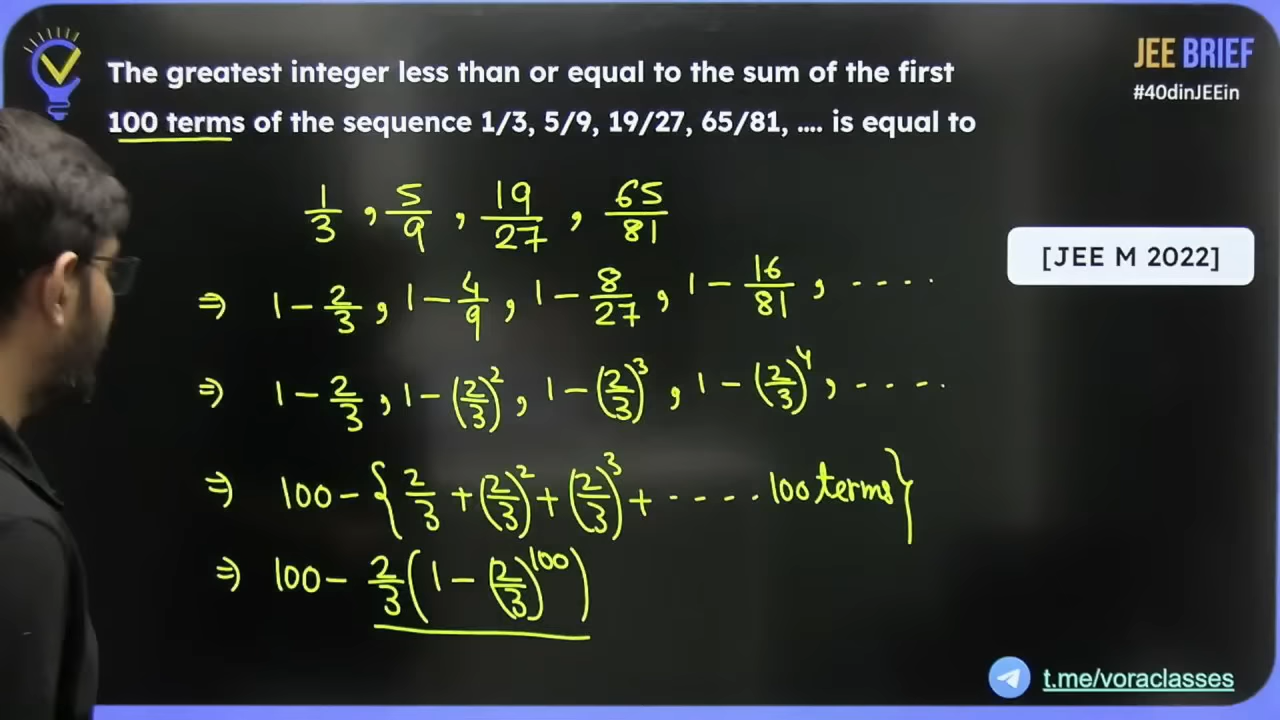 JEE BRIEF
#40dinJEEin
The greatest integer less than or equal to the sum of the first
100 terms of the sequence 1/3, 5/9, 19/27, 65/81, .... is equal to
[JEE M 2022]
1/3 , 5/9 , 19/27 , 65/81
⇒ 1 - 2/3 , 1 - 4/9 , 1 - 8/27 , 1 - 16/81 , ....
⇒ 1 - 2/3 , 1 - (2/3)² , 1 - (2/3)³ , 1 - (2/3)⁴ , ....
⇒ 100 - { 2/3 + (2/3)² + (2/3)³ + ..... 100 terms }
⇒ 100 - 2/3 ( 1 - (2/3)¹⁰⁰ )
t.me/voraclasses